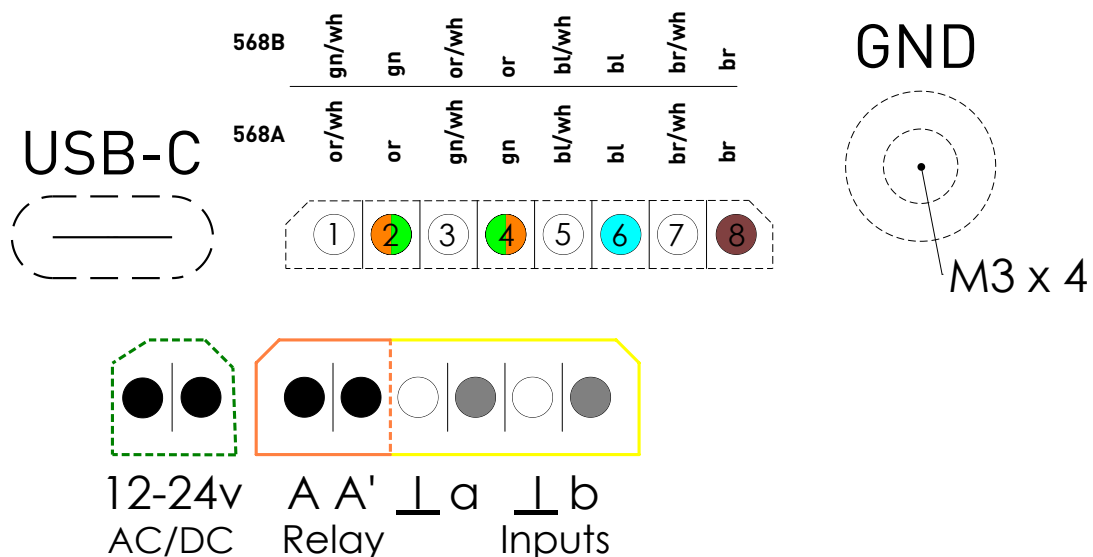 568B gn/wh gn or/wh or bl/wh bl br/wh br
GND
568A or/wh or gn/wh gn bl/wh bl br/wh br
USB-C
1 2 3 4 5 6 7 8
M3 x 4
12-24v A A' a b
AC/DC Relay Inputs